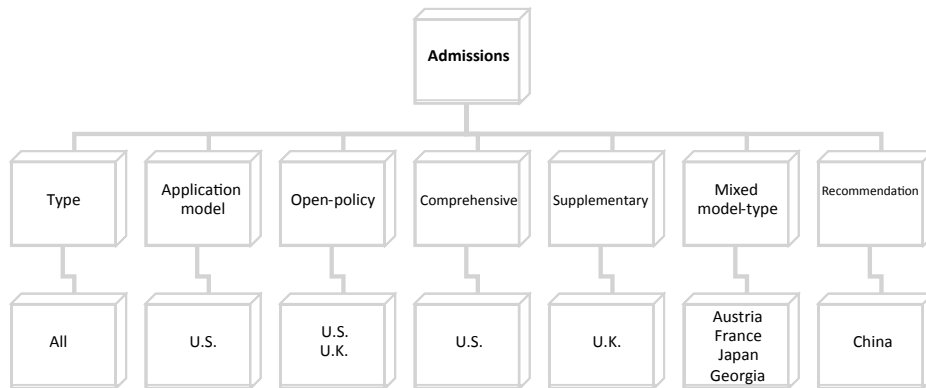 Admissions
Type
Application
model
Open-policy
Comprehensive
Supplementary
Mixed
model-type
Recommendation
All
U.S.
U.S.
U.K.
U.S.
U.K.
Austria
France
Japan
Georgia
China